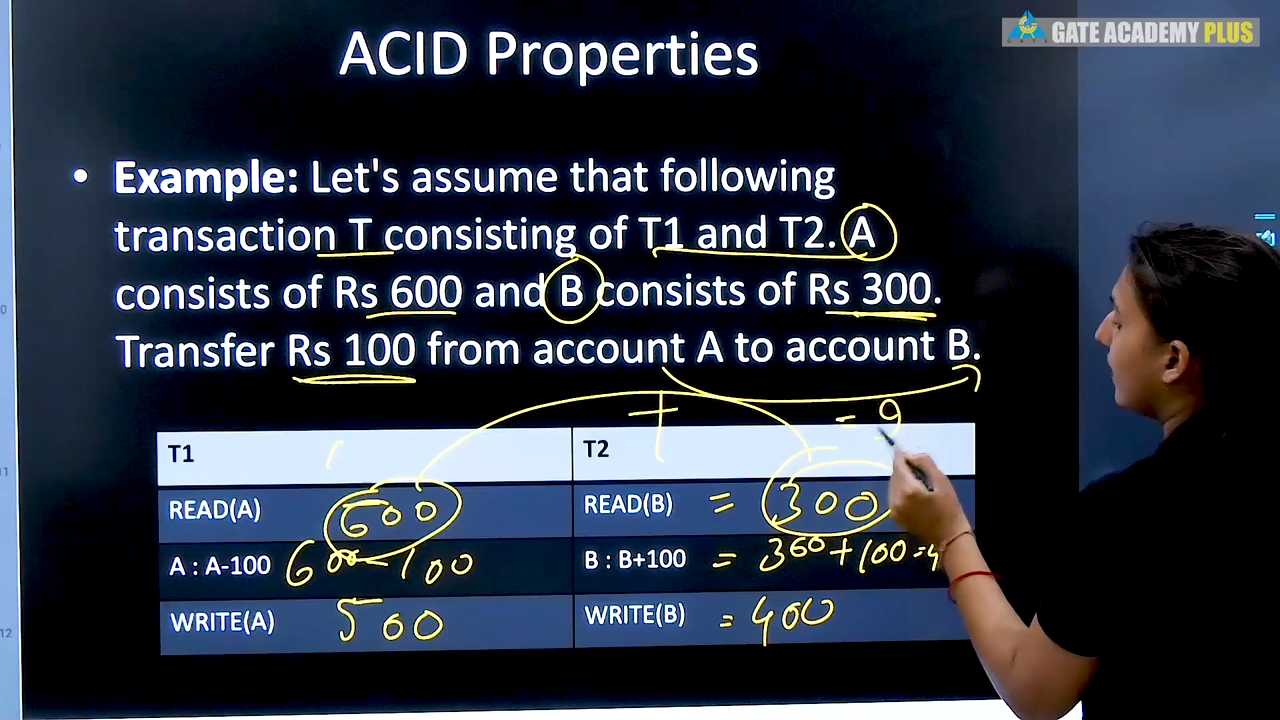 GATE ACADEMY PLUS
ACID Properties
• Example: Let's assume that following
transaction T consisting of T1 and T2. A
consists of Rs 600 and B consists of Rs 300.
Transfer Rs 100 from account A to account B.
+ = 9
T1 T2
READ(A) 600 READ(B) = 300
A : A-100 600-100 B : B+100 = 300+100=4
WRITE(A) 500 WRITE(B) = 400